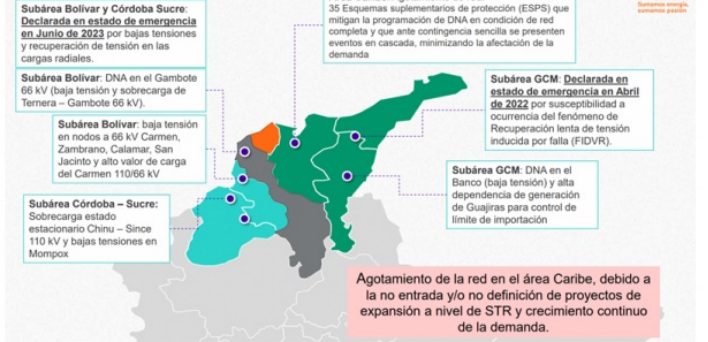 Sumamos energía,
sumamos pasión
Subárea Bolívar y Córdoba Sucre:
Declarada en estado de emergencia
en Junio de 2023 por bajas tensiones
y recuperación de tensión en las
cargas radiales.
35 Esquemas suplementarios de protección (ESPS) que
mitigan la programación de DNA en condición de red
completa y que ante contingencia sencilla se presenten
eventos en cascada, minimizando la afectación de la
demanda
Subárea Bolívar: DNA en el Gambote
66 kV (baja tensión y sobrecarga de
Ternera – Gambote 66 kV).
Subárea GCM: Declarada en
estado de emergencia en Abril
de 2022 por susceptibilidad a
ocurrencia del fenómeno de
Recuperación lenta de tensión
inducida por falla (FIDVR).
Subárea Bolívar: baja tensión
en nodos a 66 kV Carmen,
Zambrano, Calamar, San
Jacinto y alto valor de carga
del Carmen 110/66 kV
Subárea GCM: DNA en el
Banco (baja tensión) y alta
dependencia de generación
de Guajiras para control de
límite de importación
Subárea Córdoba – Sucre:
Sobrecarga estado
estacionario Chinu – Since
110 kV y bajas tensiones en
Mompox
Agotamiento de la red en el área Caribe, debido a
la no entrada y/o no definición de proyectos de
expansión a nivel de STR y crecimiento continuo
de la demanda.